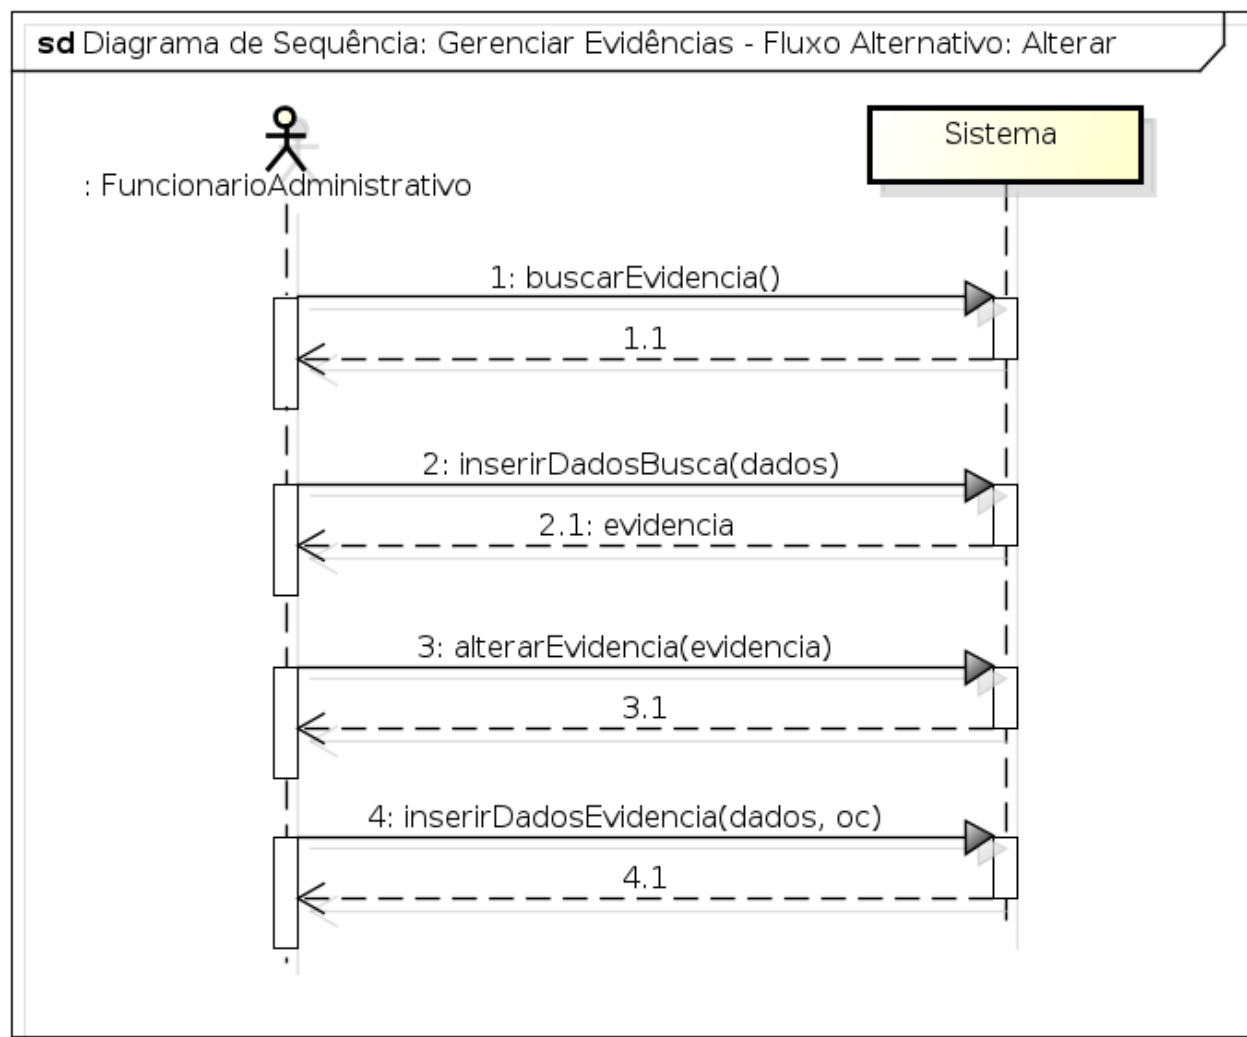 sd Diagrama de Sequência: Gerenciar Evidências - Fluxo Alternativo: Alterar
Sistema
: FuncionarioAdministrativo
1: buscarEvidencia()
1.1
2: inserirDadosBusca(dados)
2.1: evidencia
3: alterarEvidencia(evidencia)
3.1
4: inserirDadosEvidencia(dados, oc)
4.1